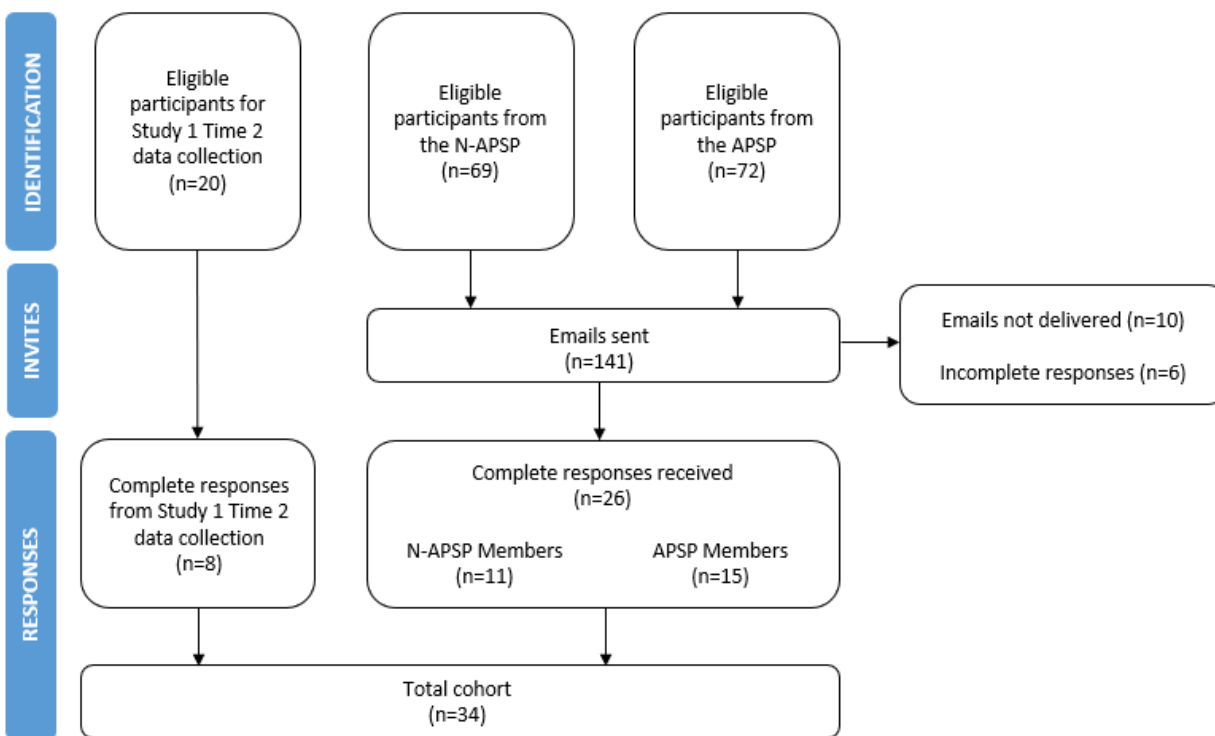 IDENTIFICATION
Eligible
participants for
Study 1 Time 2
data collection
(n=20)
Eligible
participants from
the N-APSP
(n=69)
Eligible
participants from
the APSP
(n=72)
INVITES
Emails sent
(n=141)
Emails not delivered (n=10)
Incomplete responses (n=6)
RESPONSES
Complete responses
from Study 1 Time 2
data collection
(n=8)
Complete responses received
(n=26)
N-APSP Members
(n=11)
APSP Members
(n=15)
Total cohort
(n=34)